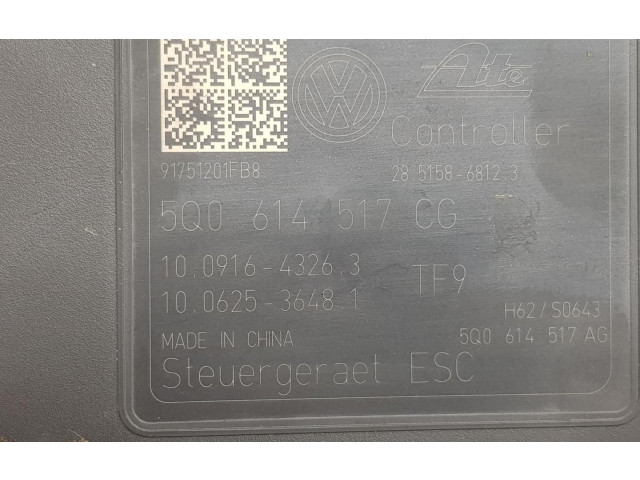 VW Ate
Controller
91751201FB8 28.5158-6812.3
5Q0 614 517 CG
10.0916-4326.3
TF9
10.0625-3648.1
H62/S0643
MADE IN CHINA 5Q0 614 517 AG
Steuergeraet ESC